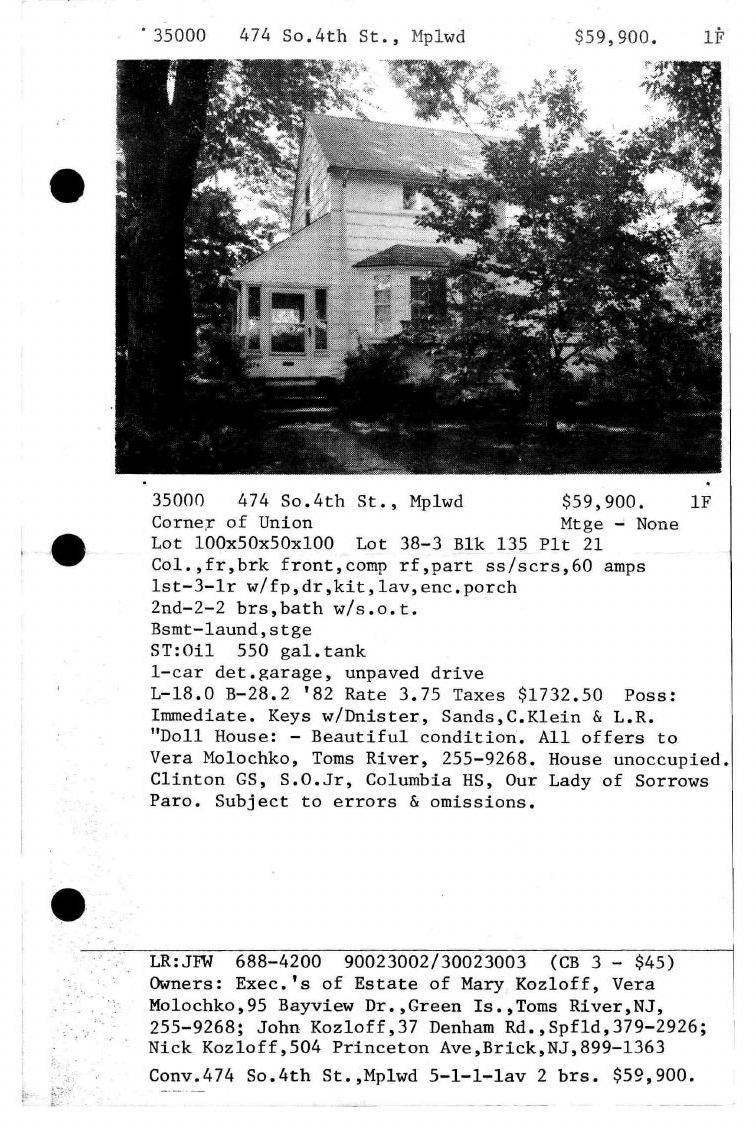 35000 474 So.4th St., Mplwd $59,900. 1F
35000 474 So.4th St., Mplwd $59,900. 1F
Corner of Union Mtge - None
Lot 100x50x50x100 Lot 38-3 Blk 135 Plt 21
Col.,fr,brk front,comp rf,part ss/scrs,60 amps
1st-3-lr w/fp,dr,kit,lav,enc.porch
2nd-2-2 brs,bath w/s.o.t.
Bsmt-laund,stge
ST:Oil 550 gal.tank
1-car det.garage, unpaved drive
L-18.0 B-28.2 '82 Rate 3.75 Taxes $1732.50 Poss:
Immediate. Keys w/Dnister, Sands,C.Klein & L.R.
"Doll House: - Beautiful condition. All offers to
Vera Molochko, Toms River, 255-9268. House unoccupied.
Clinton GS, S.O.Jr, Columbia HS, Our Lady of Sorrows
Paro. Subject to errors & omissions.
LR:JFW 688-4200 90023002/30023003 (CB 3 - $45)
Owners: Exec.'s of Estate of Mary Kozloff, Vera
Molochko,95 Bayview Dr.,Green Is.,Toms River,NJ,
255-9268; John Kozloff,37 Denham Rd.,Spfld,379-2926;
Nick Kozloff,504 Princeton Ave,Brick,NJ,899-1363
Conv.474 So.4th St.,Mplwd 5-1-1-lav 2 brs. $59,900.